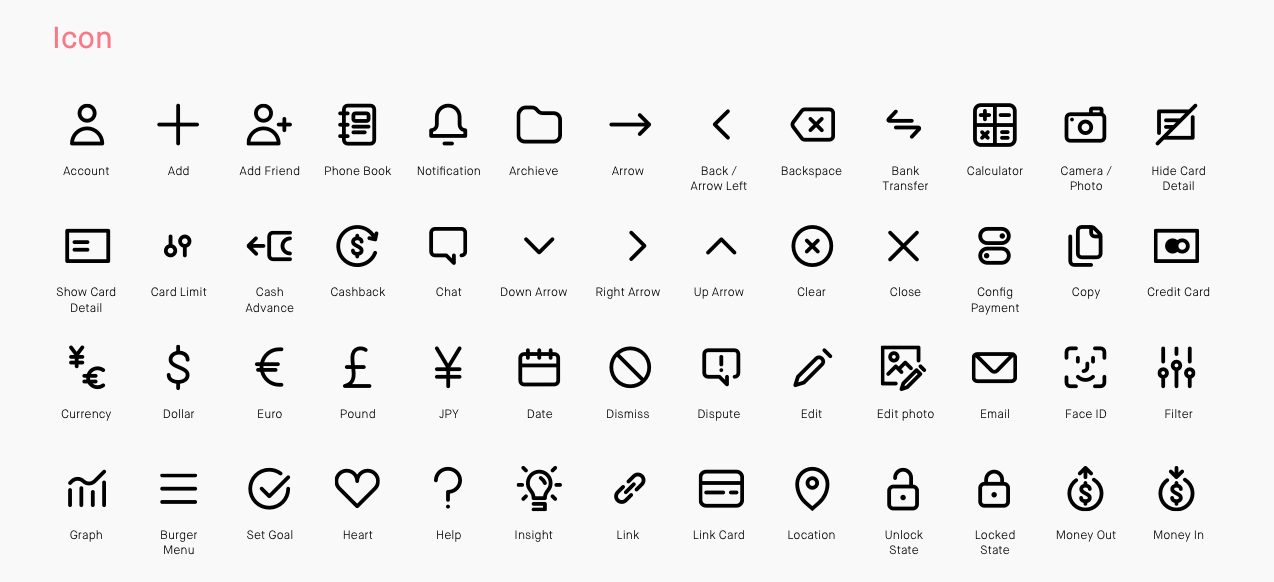 Icon
Account
Add
Add Friend
Phone Book
Notification
Archieve
Arrow
Back /
Arrow Left
Backspace
Bank
Transfer
Calculator
Camera /
Photo
Hide Card
Detail
Show Card
Detail
Card Limit
Cash
Advance
Cashback
Chat
Down Arrow
Right Arrow
Up Arrow
Clear
Close
Config
Payment
Copy
Credit Card
Currency
Dollar
Euro
Pound
JPY
Date
Dismiss
Dispute
Edit
Edit photo
Email
Face ID
Filter
Graph
Burger
Menu
Set Goal
Heart
Help
Insight
Link
Link Card
Location
Unlock
State
Locked
State
Money Out
Money In